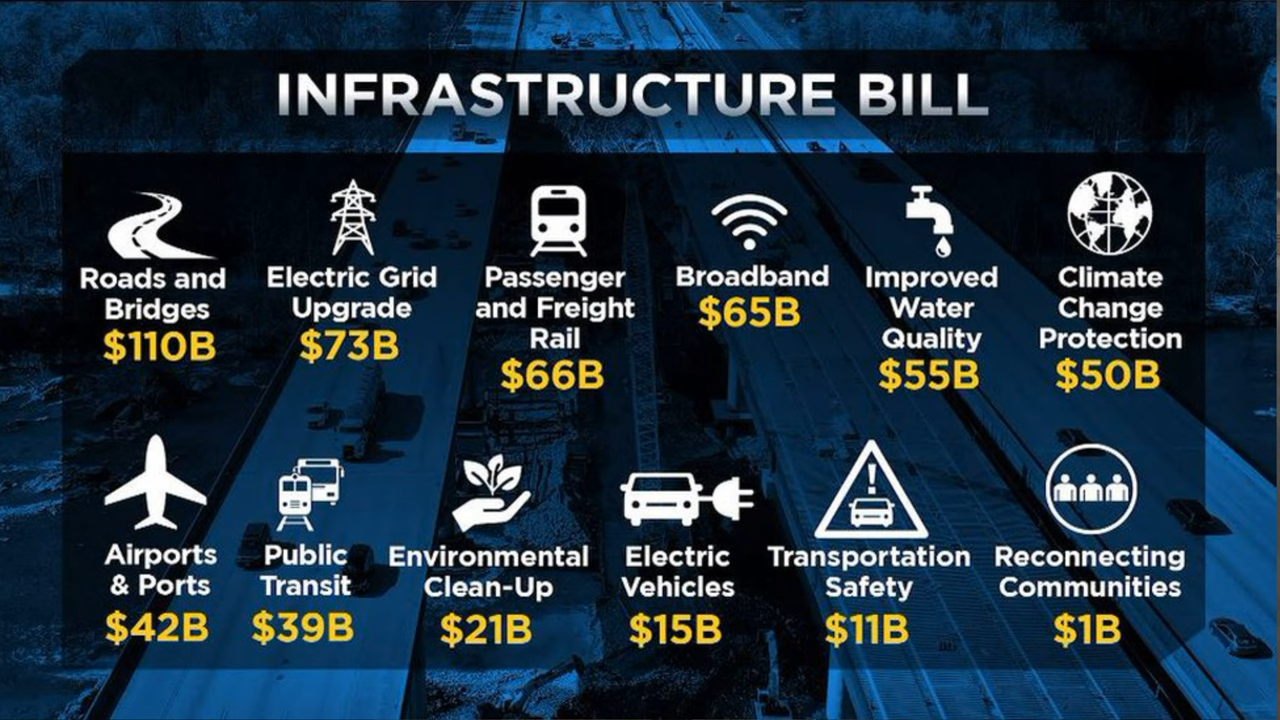 INFRASTRUCTURE BILL
Roads and
Bridges
$110B
Electric Grid
Upgrade
$73B
Passenger
and Freight
Rail
$66B
Broadband
$65B
Improved
Water
Quality
$55B
Climate
Change
Protection
$50B
Airports
& Ports
$42B
Public
Transit
$39B
Environmental
Clean-Up
$21B
Electric
Vehicles
$15B
Transportation
Safety
$11B
Reconnecting
Communities
$1B